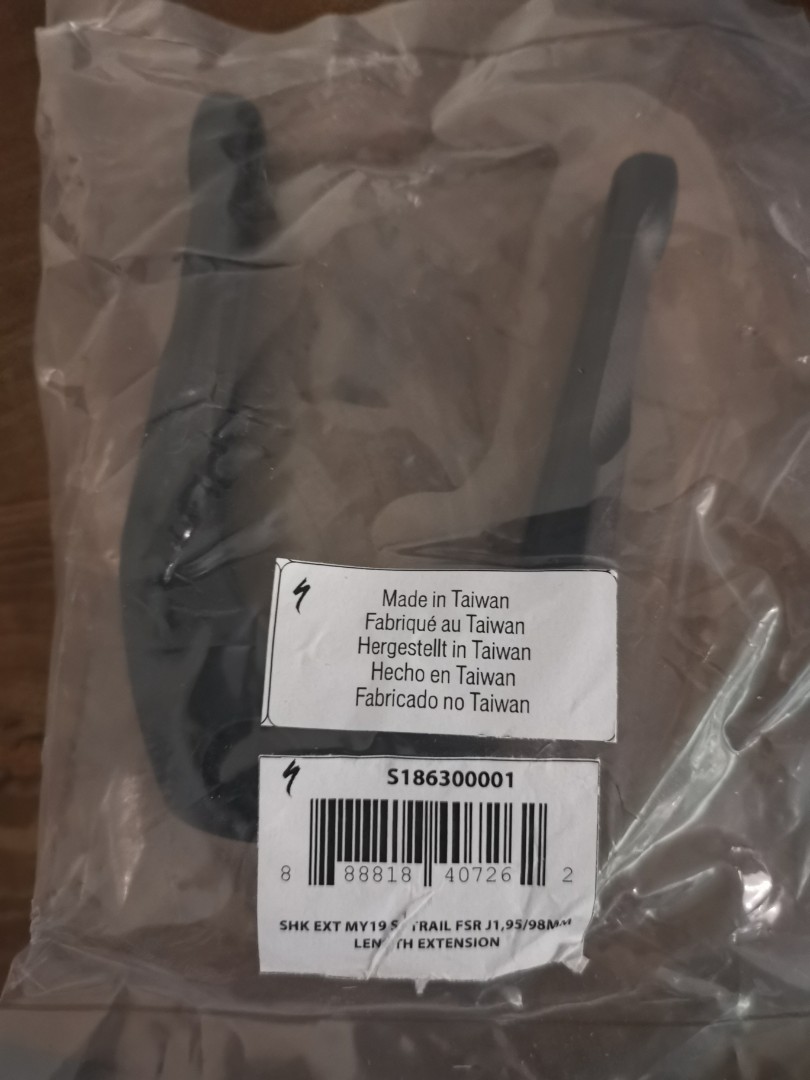 Made in Taiwan
Fabriqué au Taiwan
Hergestellt in Taiwan
Hecho en Taiwan
Fabricado no Taiwan
S186300001
8 88818 40726 2
SHK EXT MY19 TRAIL FSR J1,95/98MM
EXTENSION